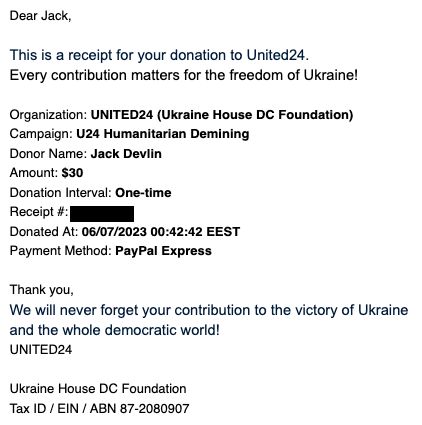 Dear Jack,
This is a receipt for your donation to United24.
Every contribution matters for the freedom of Ukraine!
Organization: UNITED24 (Ukraine House DC Foundation)
Campaign: U24 Humanitarian Demining
Donor Name: Jack Devlin
Amount: $30
Donation Interval: One-time
Receipt #:
Donated At: 06/07/2023 00:42:42 EEST
Payment Method: PayPal Express
Thank you,
We will never forget your contribution to the victory of Ukraine
and the whole democratic world!
UNITED24
Ukraine House DC Foundation
Tax ID / EIN / ABN 87-2080907